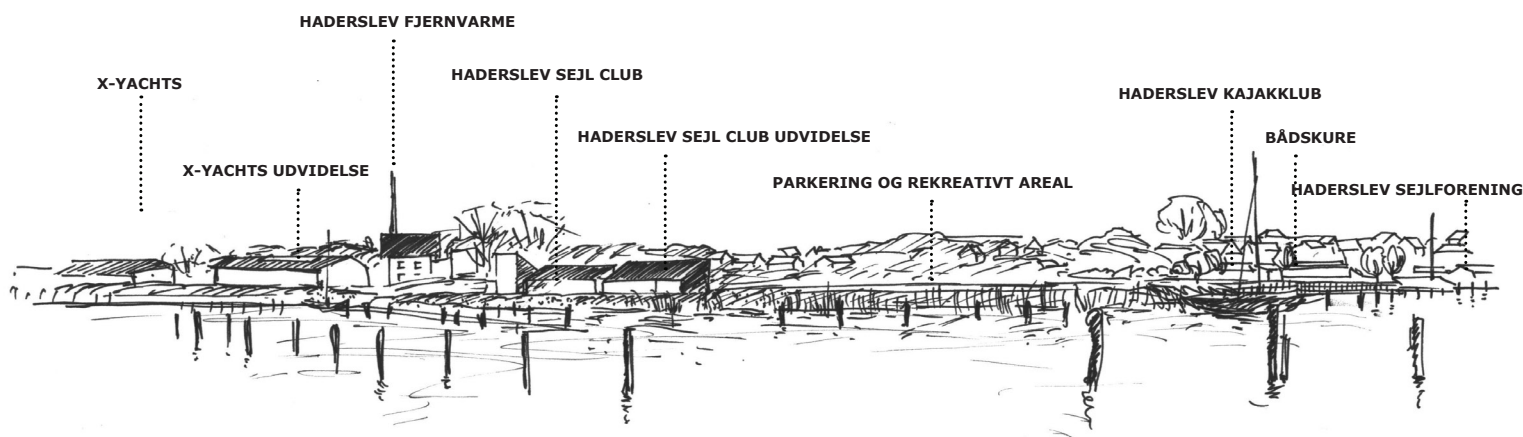 HADERSLEV FJERNVARME
X-YACHTS
HADERSLEV SEJL CLUB
HADERSLEV KAJAKKLUB
X-YACHTS UDVIDELSE
HADERSLEV SEJL CLUB UDVIDELSE
BÅDSKURE
PARKERING OG REKREATIVT AREAL
HADERSLEV SEJLFORENING